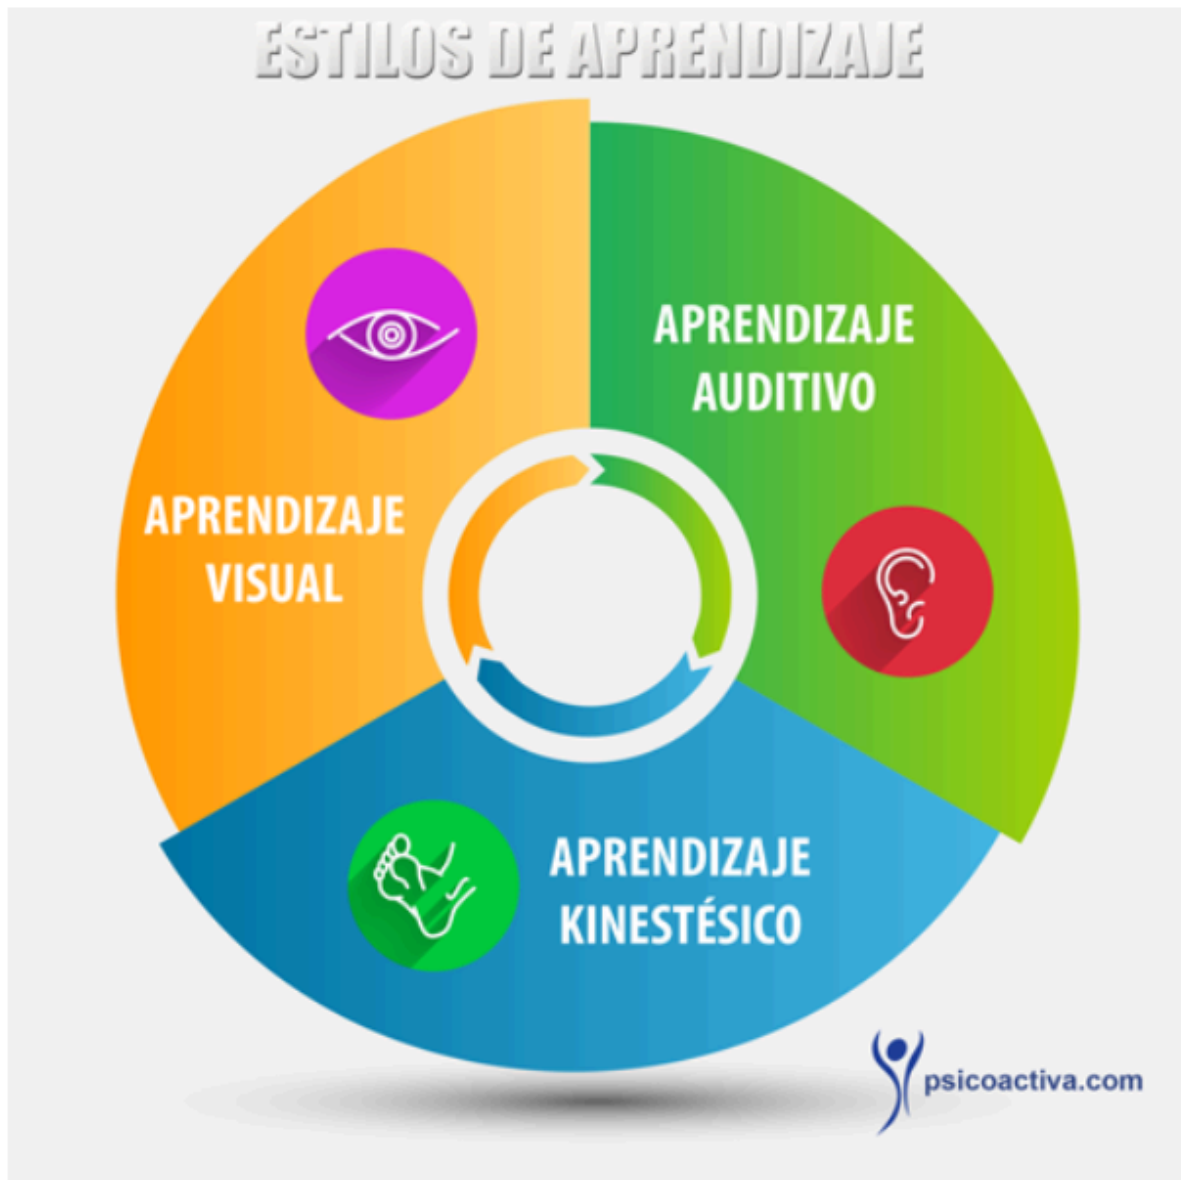 ESTILOS DE APRENDIZAJE
APRENDIZAJE
AUDITIVO
APRENDIZAJE
VISUAL
APRENDIZAJE
KINESTÉSICO
psicoactiva.com